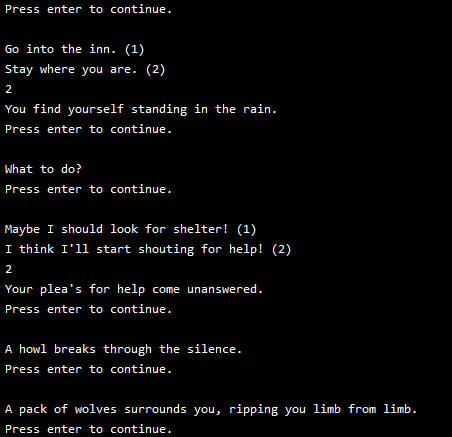 Press enter to continue.
Go into the inn. (1)
Stay where you are. (2)
2
You find yourself standing in the rain.
Press enter to continue.
What to do?
Press enter to continue.
Maybe I should look for shelter! (1)
I think I'll start shouting for help! (2)
2
Your plea's for help come unanswered.
Press enter to continue.
A howl breaks through the silence.
Press enter to continue.
A pack of wolves surrounds you, ripping you limb from limb.
Press enter to continue.